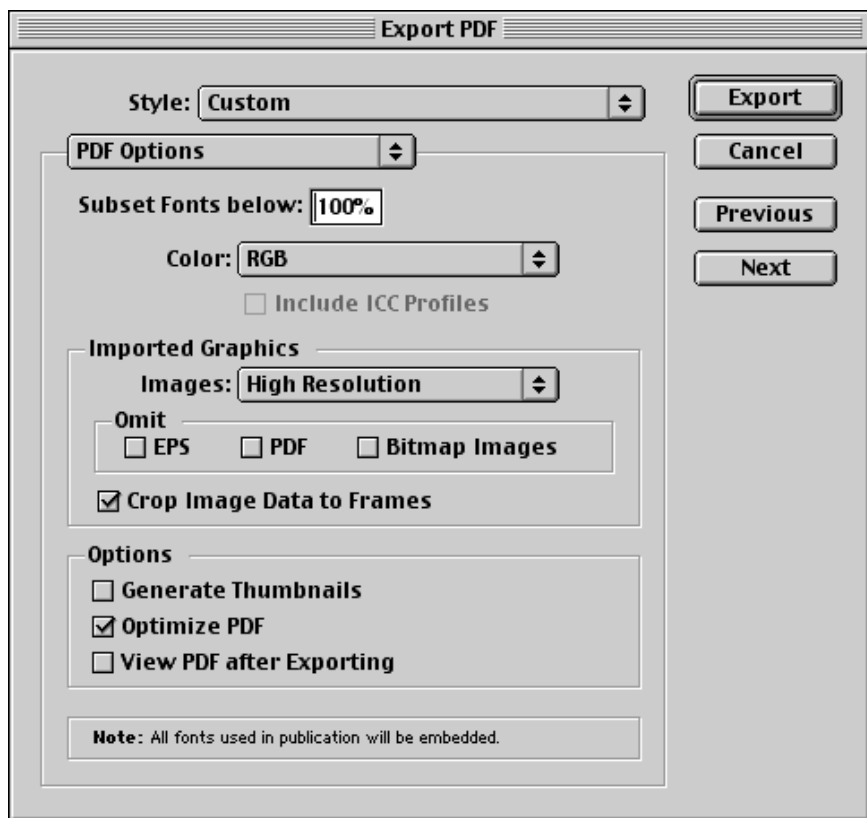 Export PDF
Style: Custom
Export
PDF Options
Cancel
Subset Fonts below: 100%
Previous
Color: RGB
Next
Include ICC Profiles
Imported Graphics
Images: High Resolution
Omit
EPS PDF Bitmap Images
Crop Image Data to Frames
Options
Generate Thumbnails
Optimize PDF
View PDF after Exporting
Note: All fonts used in publication will be embedded.